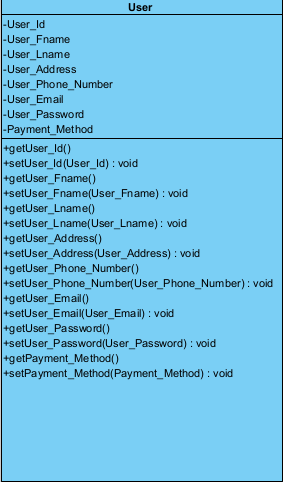 User
-User_Id
-User_Fname
-User_Lname
-User_Address
-User_Phone_Number
-User_Email
-User_Password
-Payment_Method
+getUser_Id()
+setUser_Id(User_Id) : void
+getUser_Fname()
+setUser_Fname(User_Fname) : void
+getUser_Lname()
+setUser_Lname(User_Lname) : void
+getUser_Address()
+setUser_Address(User_Address) : void
+getUser_Phone_Number()
+setUser_Phone_Number(User_Phone_Number) : void
+getUser_Email()
+setUser_Email(User_Email) : void
+getUser_Password()
+setUser_Password(User_Password) : void
+getPayment_Method()
+setPayment_Method(Payment_Method) : void